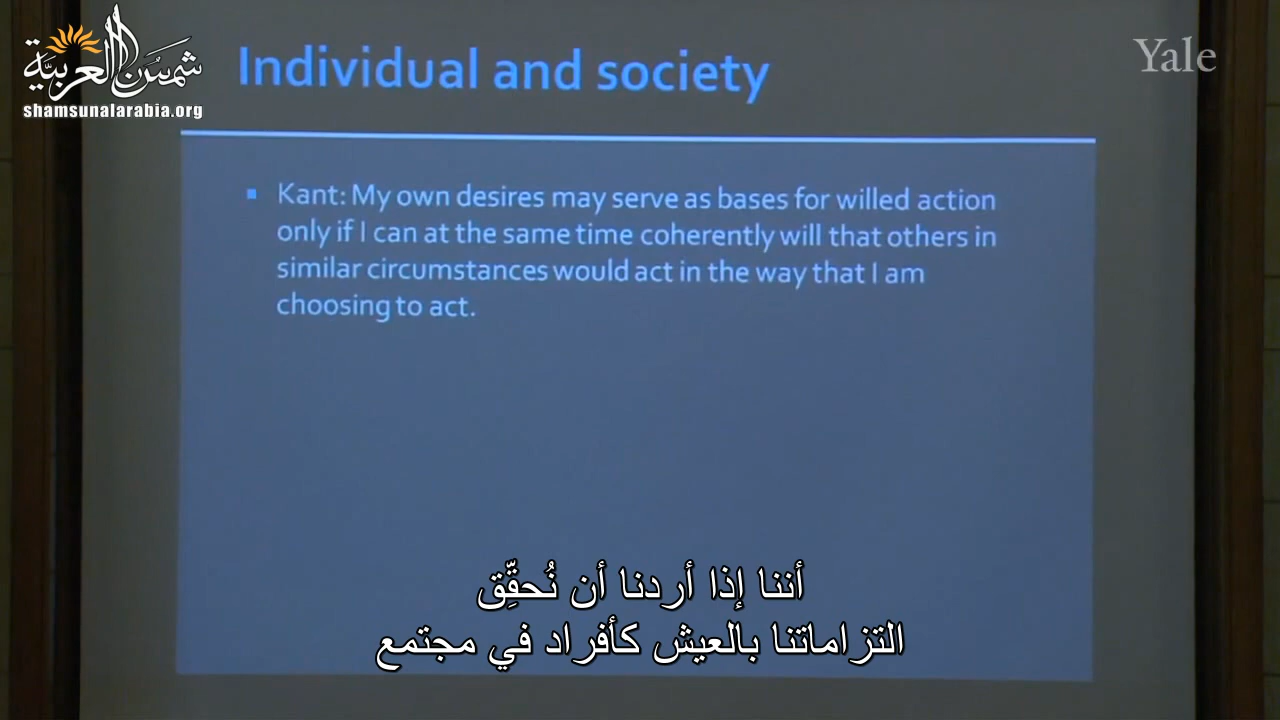 شمس العربية
shamsunalarabia.org
Yale
Individual and society
▪ Kant: My own desires may serve as bases for willed action
only if I can at the same time coherently will that others in
similar circumstances would act in the way that I am
choosing to act.
أننا إذا أردنا أن نُحقِّق
التزاماتنا بالعيش كأفراد في مجتمع